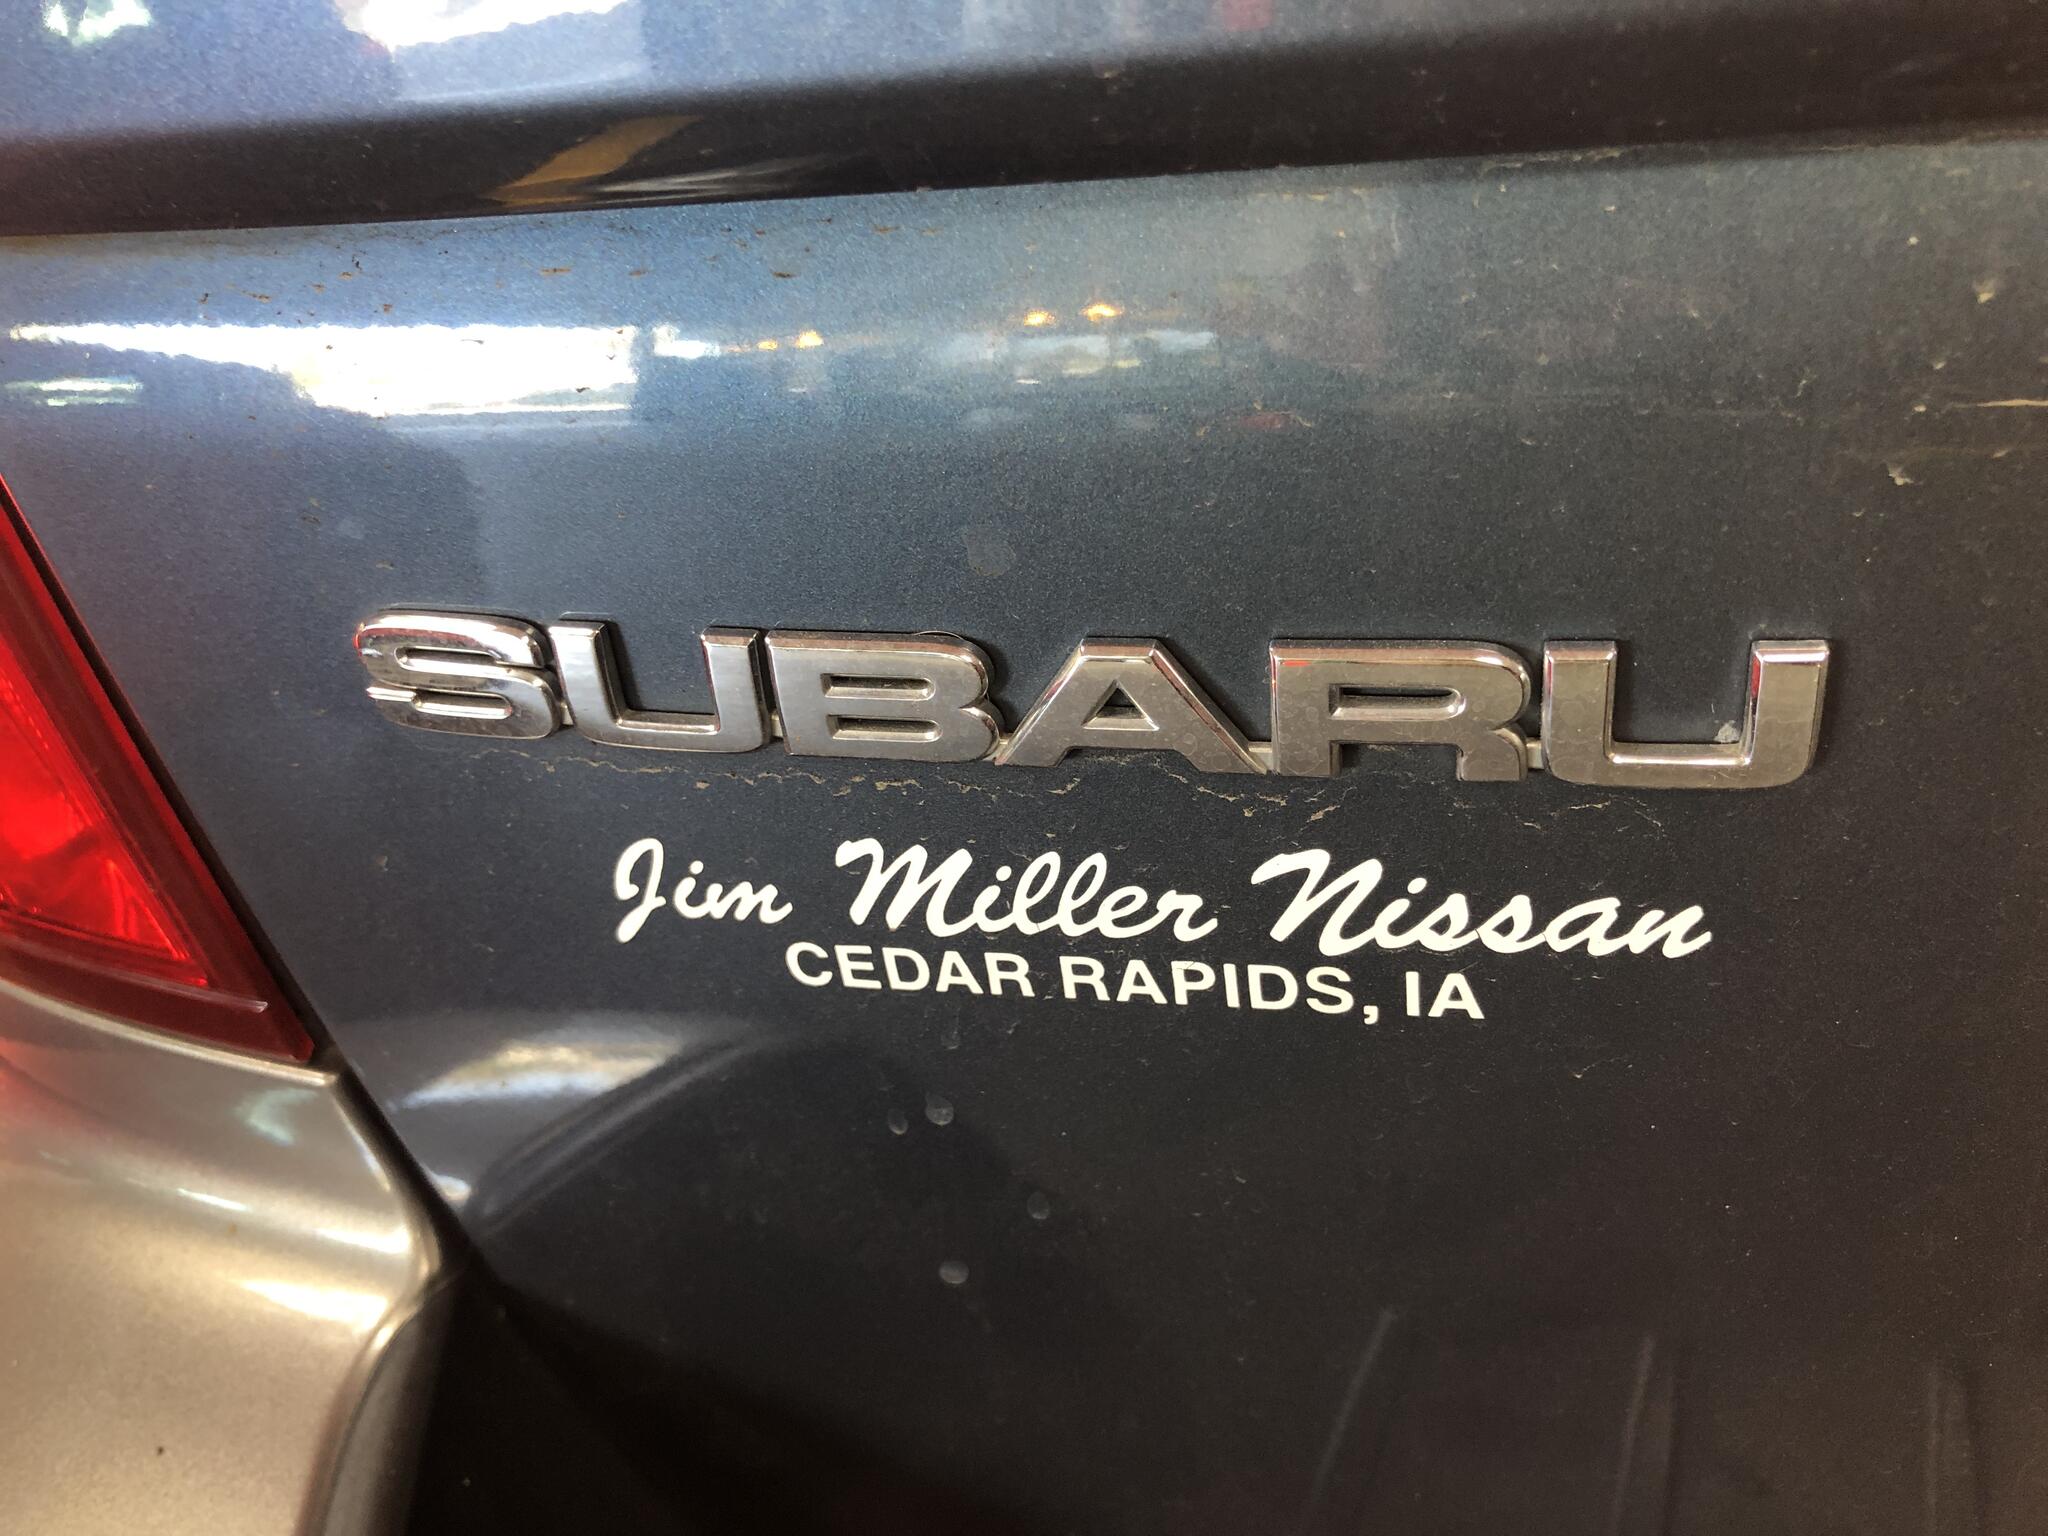 SUBARU
Jim Miller Nissan
CEDAR RAPIDS, IA